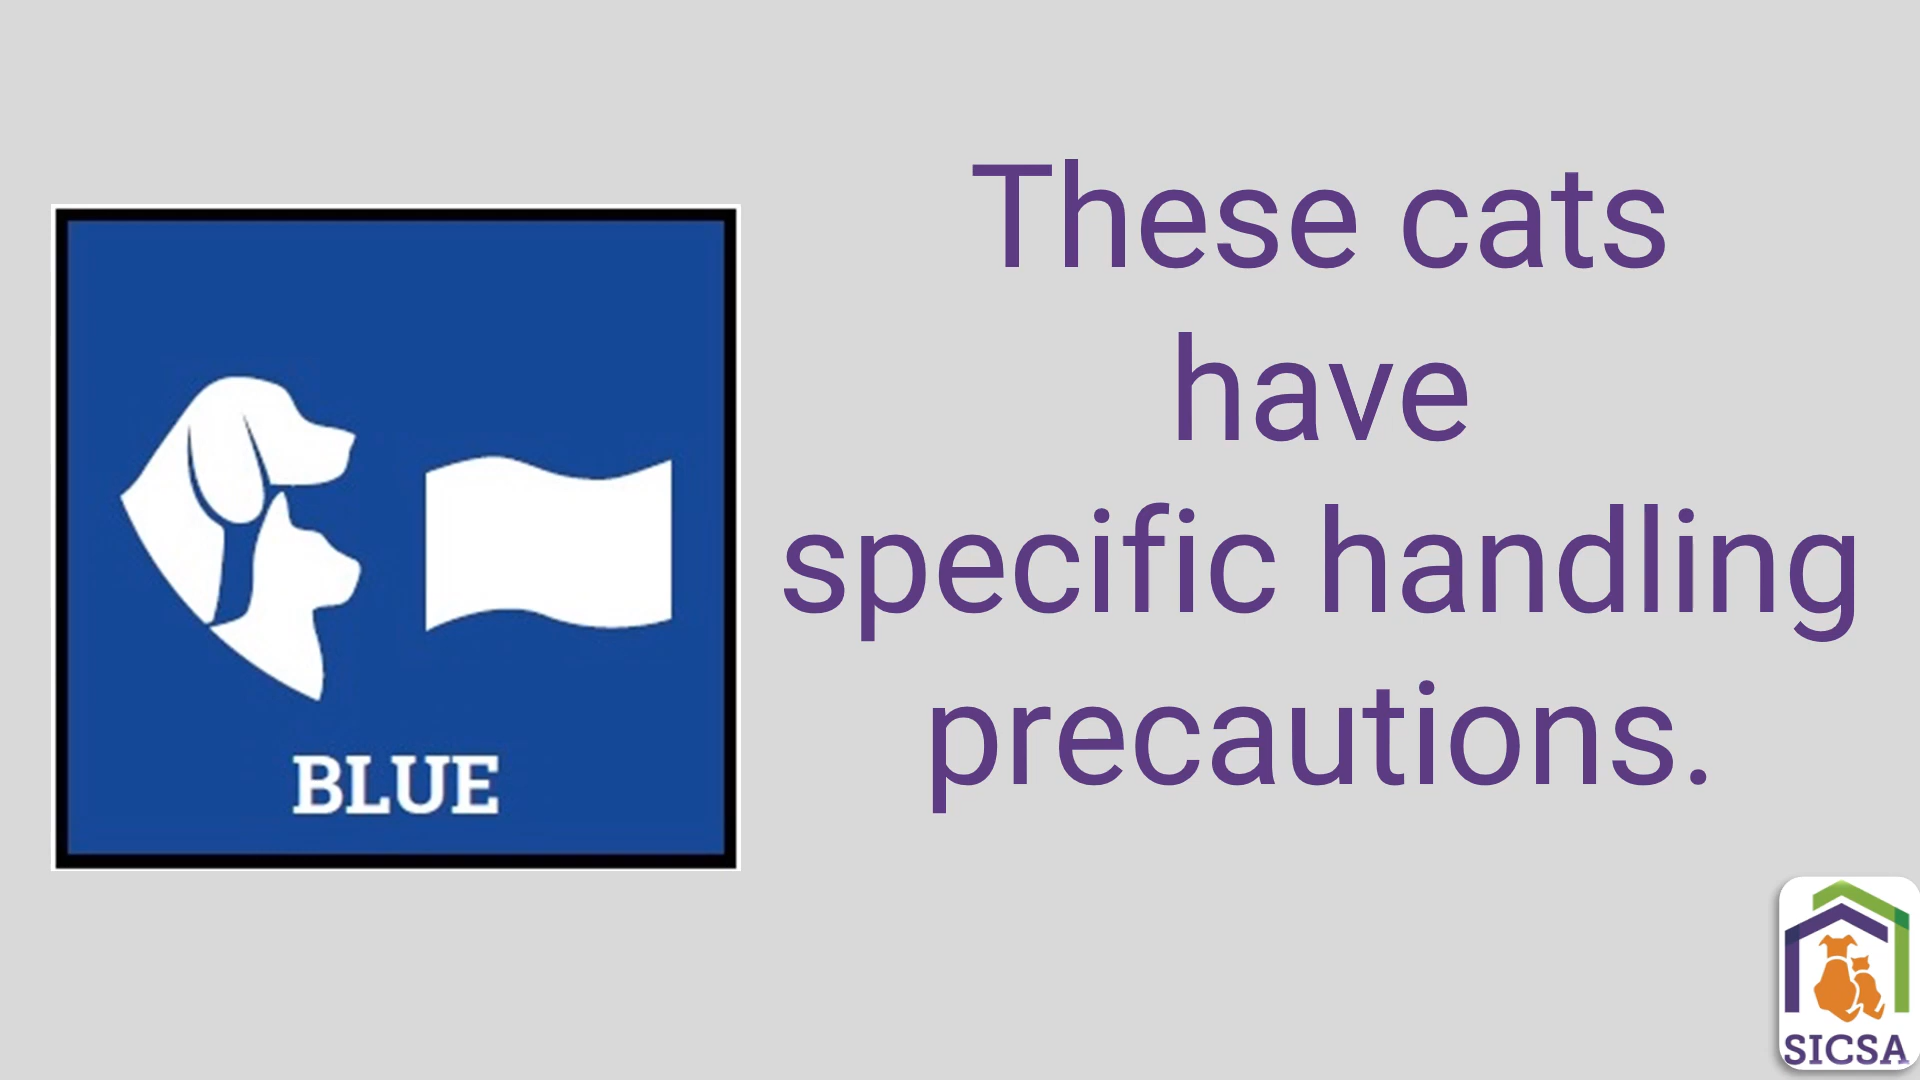 BLUE
These cats
have
specific handling
precautions.
SICSA